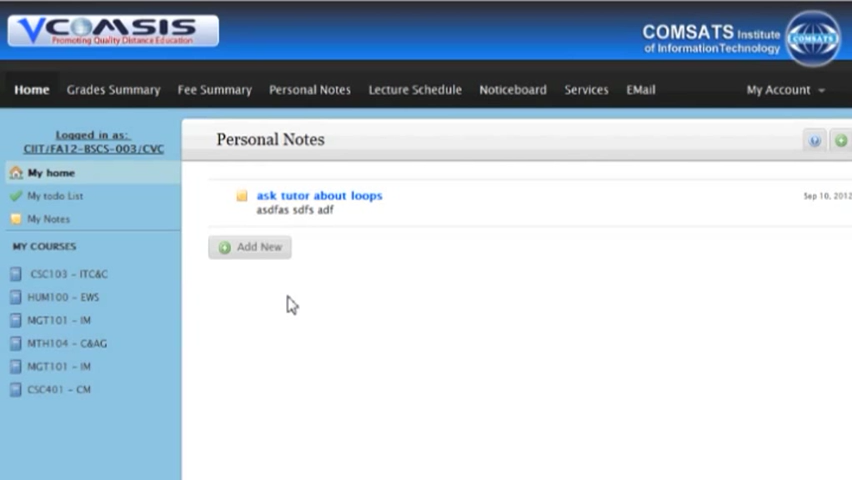 VCOMSIS
Promoting Quality Distance Education
COMSATS Institute
of Information Technology
COMSATS
Home Grades Summary Fee Summary Personal Notes Lecture Schedule Noticeboard Services EMail My Account
Logged in as:
CIIT/FA12-BSCS-003/CVC
My home
My todo List
My Notes
MY COURSES
CSC103 - ITC&C
HUM100 - EWS
MGT101 - IM
MTH104 - C&AG
MGT101 - IM
CSC401 - CM
Personal Notes
ask tutor about loops
Sep 10, 2012
asdfas sdfs adf
Add New